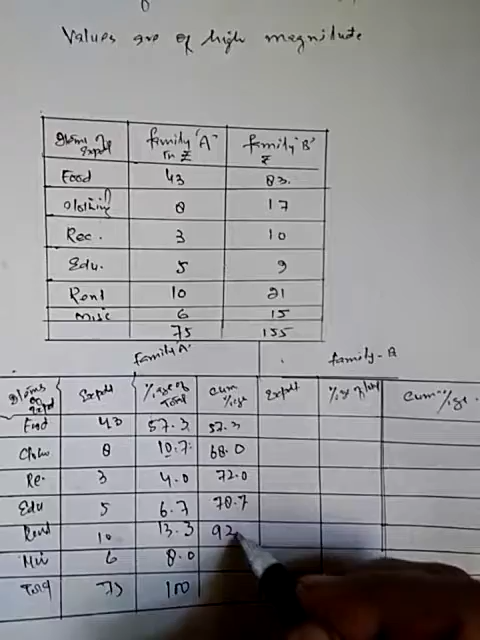 Values are of high magnitude
Items of Expdt family 'A' in ₹ family 'B' ₹
Food 43 83.
Clothing 8 17
Rec. 3 10
Edu. 5 9
Rent 10 21
Misc 6 15
75 155
family A' family - B
Items of Expdt Expdt %age of Total Cum %ge Expdt %ge of Total Cum %ge.
Food 43 57.3 57.3
8 10.7 68.0
Re. 3 4.0 72.0
Edu 5 6.7 78.7
Rent 10 13.3 92
6 8.0
Total 75 100